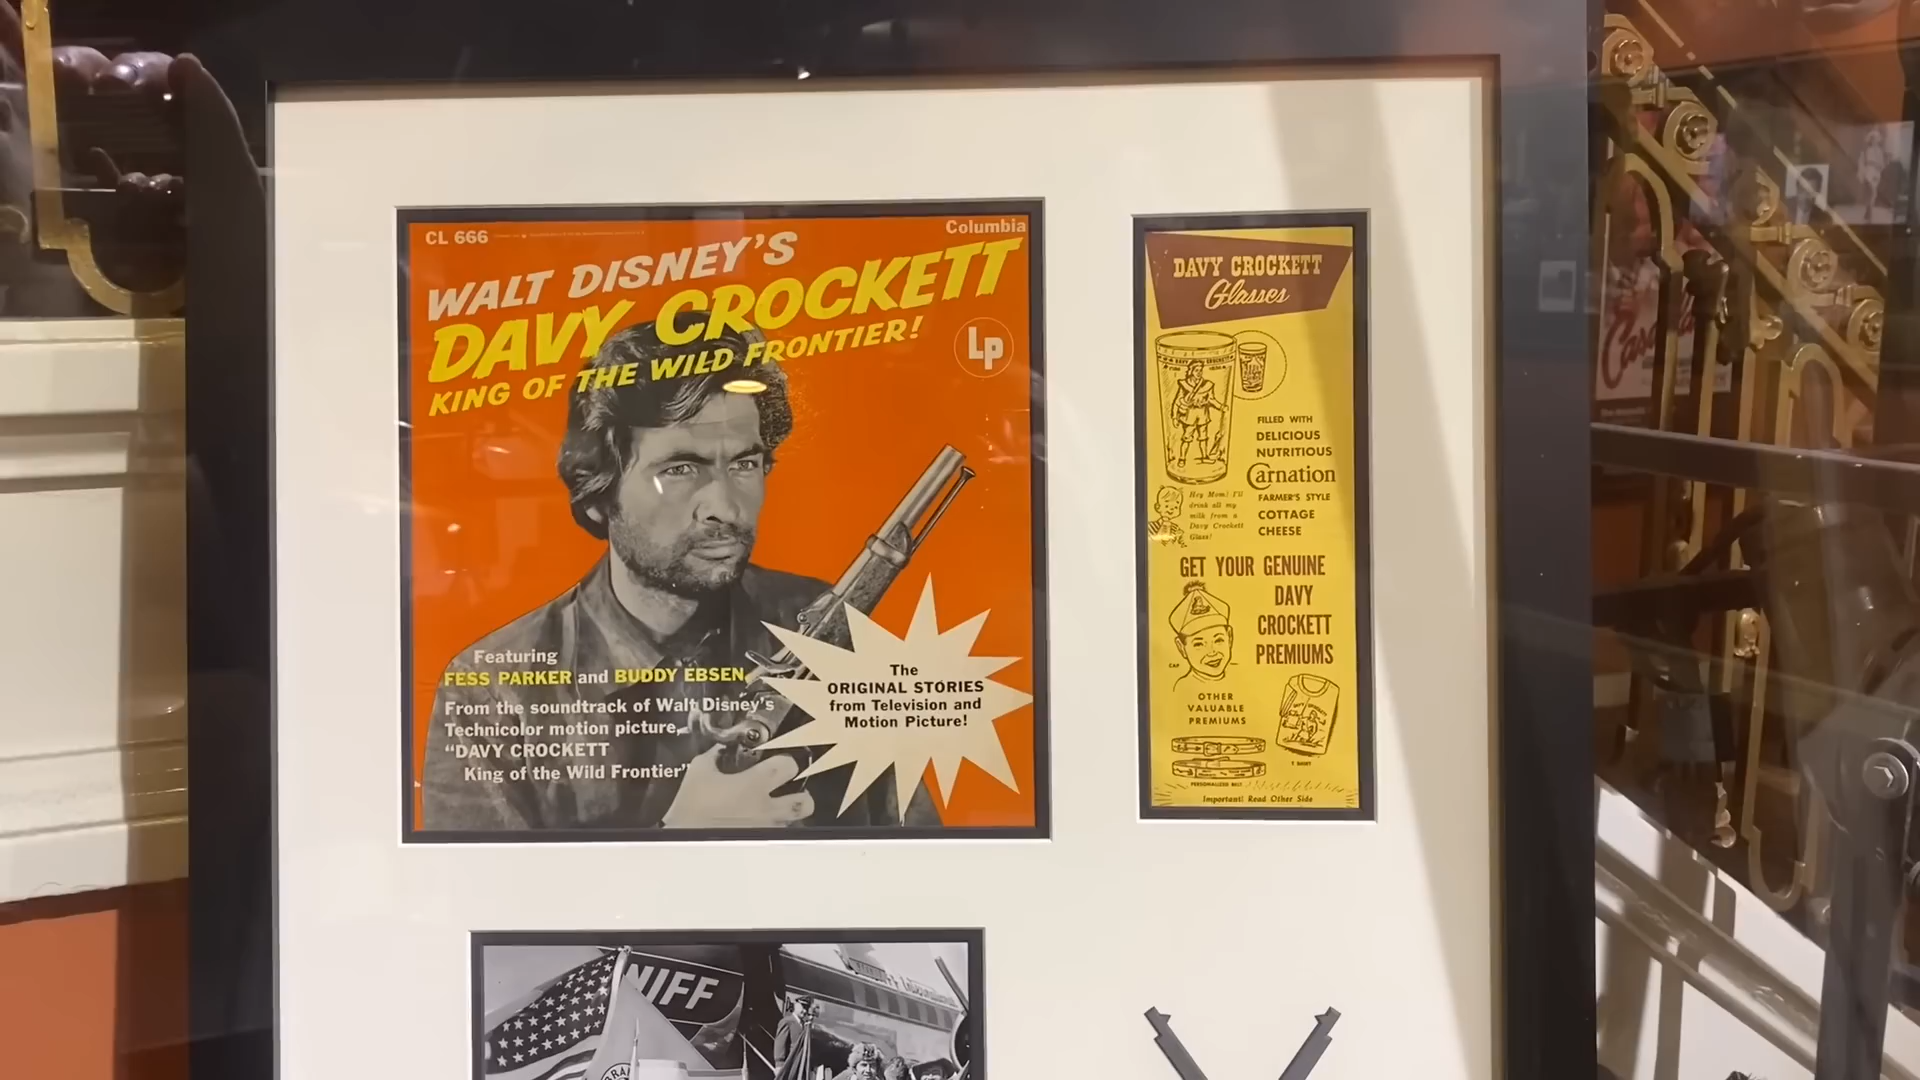 CL 666
Columbia
WALT DISNEY'S
DAVY CROCKETT
KING OF THE WILD FRONTIER!
Lp
Featuring
FESS PARKER and BUDDY EBSEN
From the soundtrack of Walt Disney's
Technicolor motion picture,
"DAVY CROCKETT
King of the Wild Frontier"
The
ORIGINAL STORIES
from Television and
Motion Picture!
DAVY CROCKETT
Glasses
FILLED WITH
DELICIOUS
NUTRITIOUS
Carnation
FARMER'S STYLE
COTTAGE
CHEESE
Hey Mom! I'll
drink all my
milk from a
Davy Crockett
Glass!
GET YOUR GENUINE
DAVY
CROCKETT
PREMIUMS
CAP
OTHER
VALUABLE
PREMIUMS
T SHIRT
PERSONALIZED BELT
Important! Read Other Side
NIFF